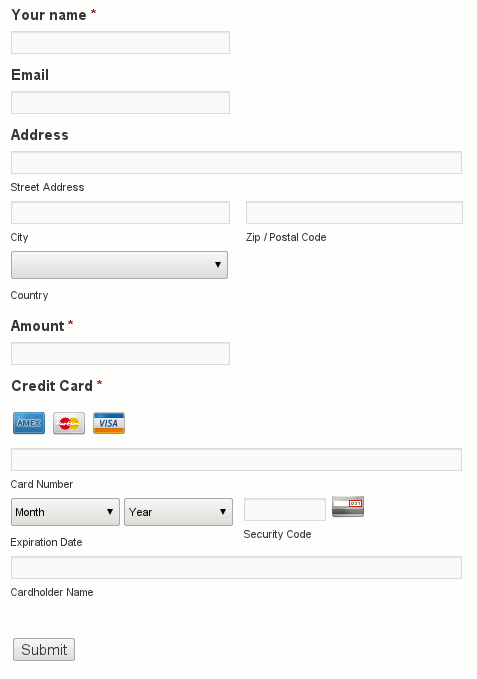 Your name *
Email
Address
Street Address
City Zip / Postal Code
Country
Amount *
Credit Card *
AMEX MasterCard VISA
Card Number
Month Year
Security Code
Expiration Date
Cardholder Name
Submit